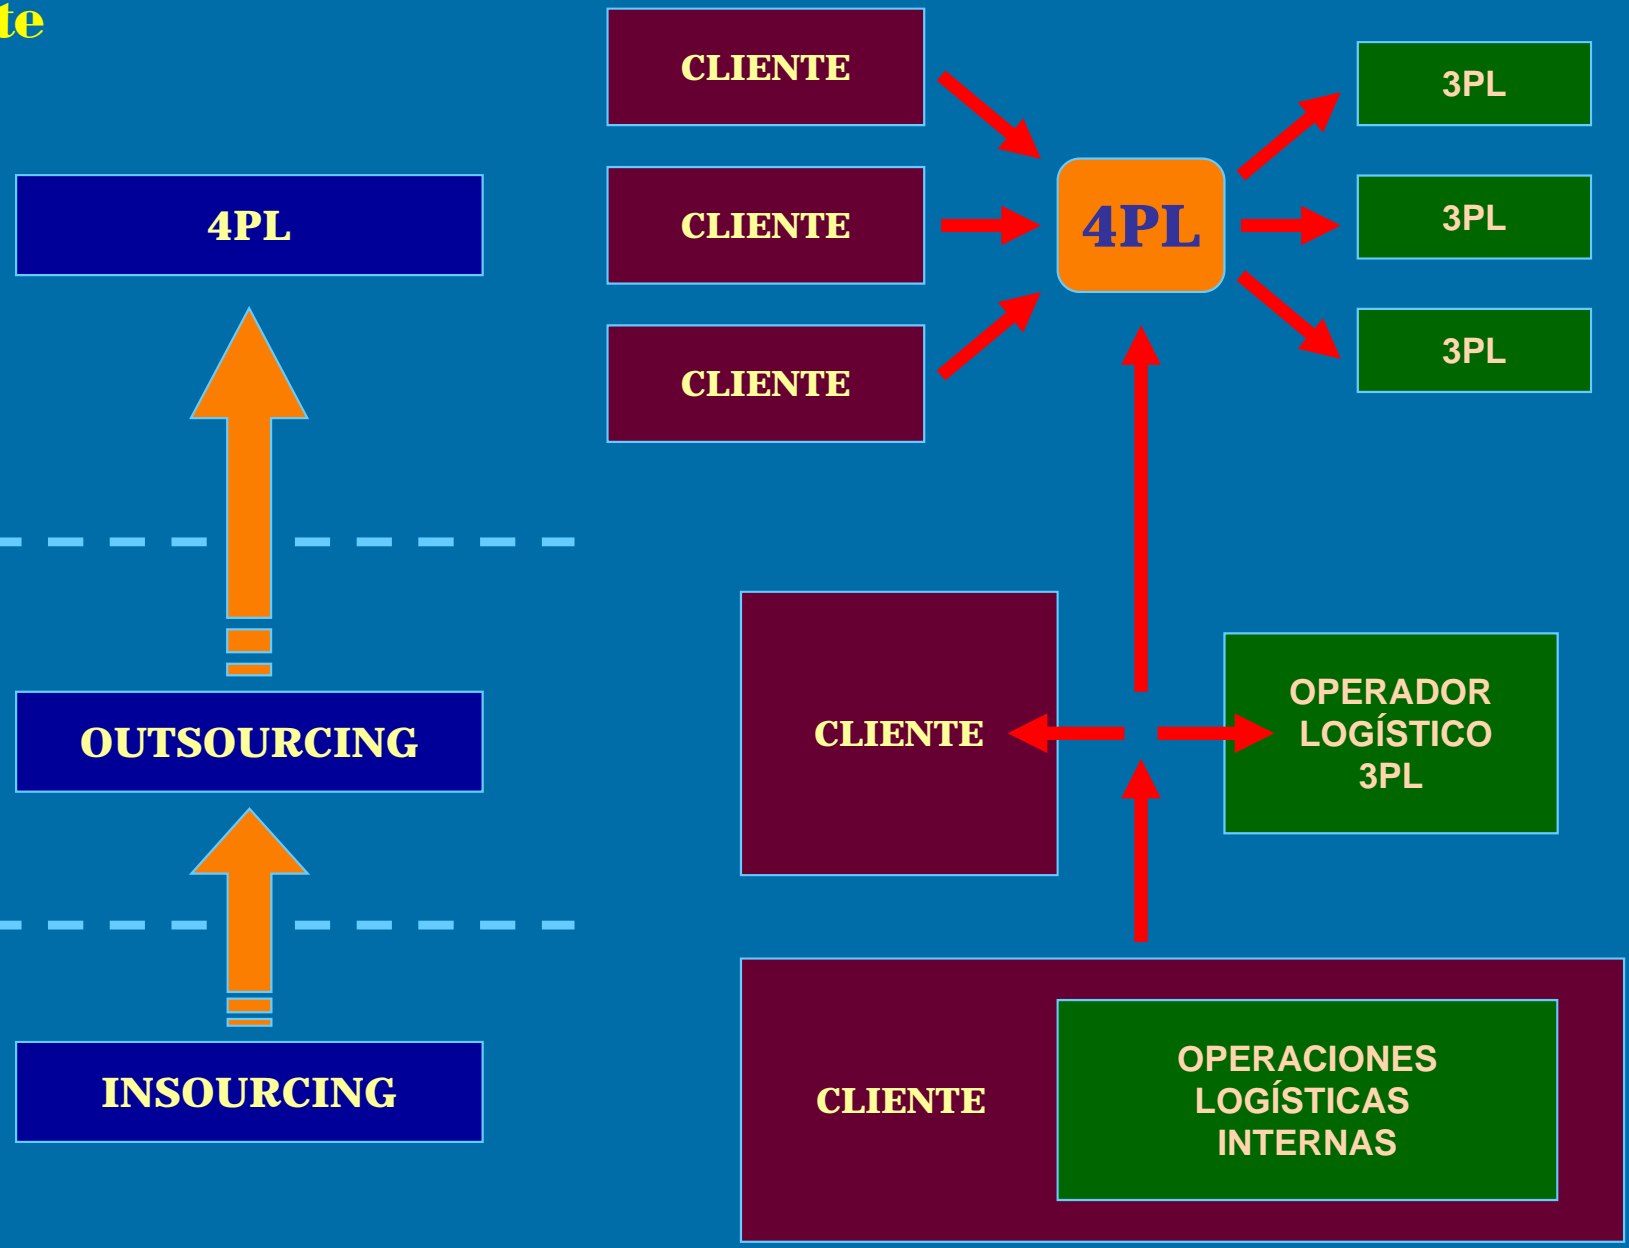 te
CLIENTE
3PL
4PL
CLIENTE
4PL
3PL
CLIENTE
3PL
OUTSOURCING
CLIENTE
OPERADOR
LOGÍSTICO
3PL
INSOURCING
CLIENTE
OPERACIONES
LOGÍSTICAS
INTERNAS